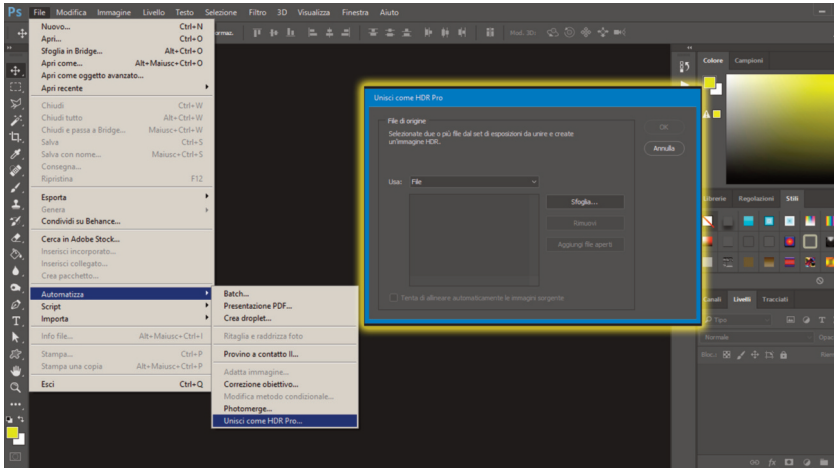 Ps File Modifica Immagine Livello Testo Selezione Filtro 3D Visualizza Finestra Aiuto
Mod. 3D:
Nuovo... Ctrl+N
Apri... Ctrl+O
Sfoglia in Bridge... Alt+Ctrl+O
Apri come... Alt+Maiusc+Ctrl+O
Apri come oggetto avanzato...
Apri recente
Chiudi Ctrl+W
Chiudi tutto Alt+Ctrl+W
Chiudi e passa a Bridge... Maiusc+Ctrl+W
Salva Ctrl+S
Salva con nome... Maiusc+Ctrl+S
Consegna...
Ripristina F12
Esporta
Genera
Condividi su Behance...
Cerca in Adobe Stock...
Inserisci incorporato...
Inserisci collegato...
Crea pacchetto...
Automatizza
Script
Importa
Info file... Alt+Maiusc+Ctrl+I
Stampa... Ctrl+P
Stampa una copia Alt+Maiusc+Ctrl+P
Esci Ctrl+Q
Batch...
Presentazione PDF...
Crea droplet...
Ritaglia e raddrizza foto
Provino a contatto II...
Adatta immagine...
Correzione obiettivo...
Modifica metodo condizionale...
Photomerge...
Unisci come HDR Pro...
Unisci come HDR Pro
File di origine
Selezionate due o più file dal set di esposizioni da unire e create
un'immagine HDR.
OK
Annulla
Usa: File
Sfoglia...
Rimuovi
Aggiungi file aperti
Tenta di allineare automaticamente le immagini sorgente
Colore Campioni
Librerie Regolazioni Stili
Canali Livelli Tracciati
Tipo
Normale
Bloc.: